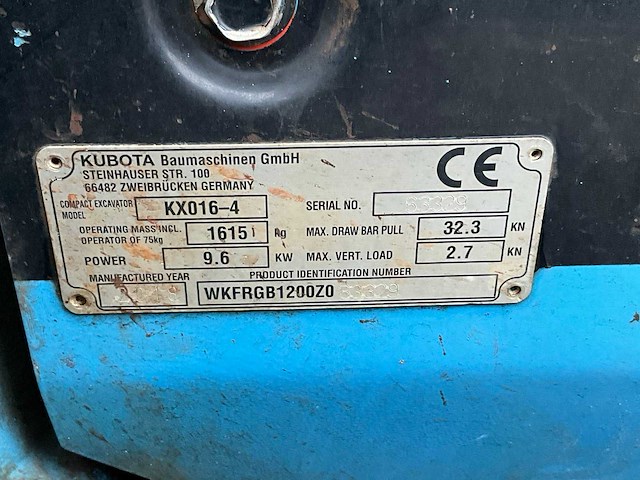 KUBOTA Baumaschinen GmbH
STEINHAUSER STR. 100
66482 ZWEIBRÜCKEN GERMANY
CE
COMPACT EXCAVATOR MODEL KX016-4 SERIAL NO.
OPERATING MASS INCL. OPERATOR OF 75kg 1615 kg MAX. DRAW BAR PULL 32.3 KN
POWER 9.6 KW MAX. VERT. LOAD 2.7 KN
MANUFACTURED YEAR PRODUCT IDENTIFICATION NUMBER
WKFRGB1200Z0